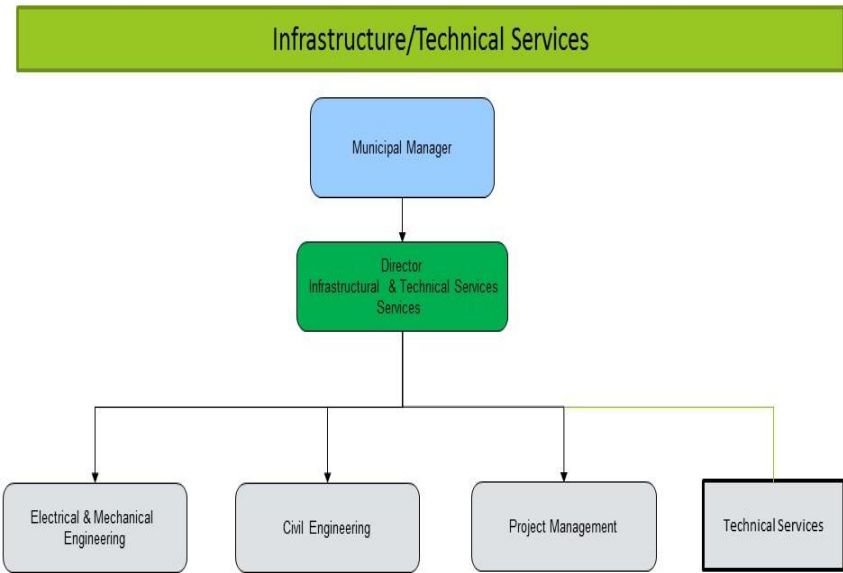 Infrastructure/Technical Services
Municipal Manager
Director
Infrastructural & Technical Services
Services
Electrical & Mechanical
Engineering
Civil Engineering
Project Management
Technical Services